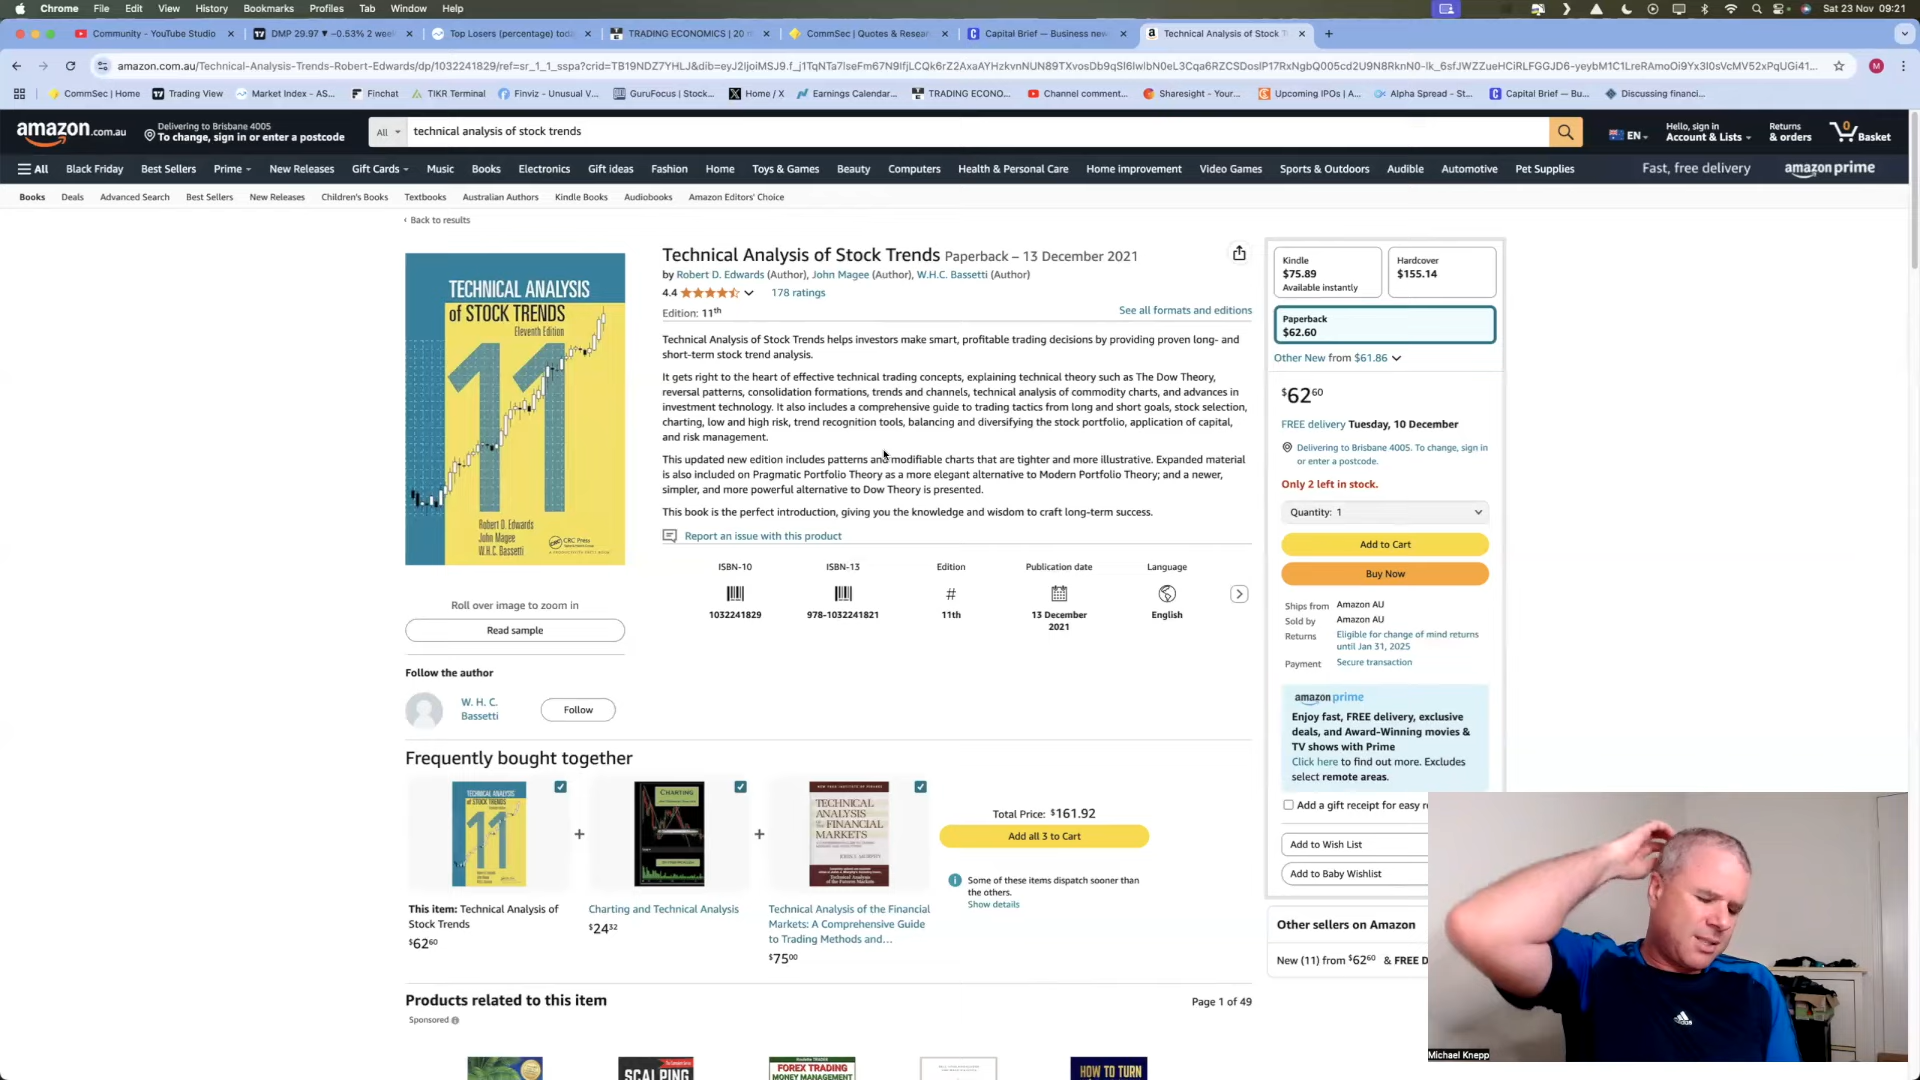 Chrome File Edit View History Bookmarks Profiles Tab Window Help Sat 23 Nov 09:21
Community - YouTube Studio
DMP 29.97 ▼ −0.53% 2 wee
Top Losers (percentage) tod
TRADING ECONOMICS | 20 m
CommSec | Quotes & Resea
Capital Brief — Business new
Technical Analysis of Stock T
CommSec | Home
Trading View
Market Index - AS...
Finchat
TIKR Terminal
Finviz - Unusual V...
GuruFocus | Stock...
Home / X
Earnings Calendar...
TRADING ECONO...
Channel comment...
Sharesight - Your...
Upcoming IPOs | A...
Alpha Spread - St...
Capital Brief — Bu...
Discussing financi...
amazon.com.au
Delivering to Brisbane 4005
To change, sign in or enter a postcode
All
technical analysis of stock trends
EN
Hello, sign in
Account & Lists
Returns
& orders
0
Basket
All Black Friday Best Sellers Prime New Releases Gift Cards Music Books Electronics Gift ideas Fashion Home Toys & Games Beauty Computers Health & Personal Care Home improvement Video Games Sports & Outdoors Audible Automotive Pet Supplies Fast, free delivery amazon prime
Books Deals Advanced Search Best Sellers New Releases Children's Books Textbooks Australian Authors Kindle Books Audiobooks Amazon Editors' Choice
‹ Back to results
TECHNICAL ANALYSIS
of STOCK TRENDS
Eleventh Edition
11
Robert D. Edwards
John Magee
W.H.C. Bassetti
CRC Press
Roll over image to zoom in
Read sample
Follow the author
W. H. C.
Bassetti
Follow
Technical Analysis of Stock Trends Paperback – 13 December 2021
by Robert D. Edwards (Author), John Magee (Author), W.H.C. Bassetti (Author)
4.4 178 ratings
Edition: 11th
See all formats and editions
Technical Analysis of Stock Trends helps investors make smart, profitable trading decisions by providing proven long- and
short-term stock trend analysis.
It gets right to the heart of effective technical trading concepts, explaining technical theory such as The Dow Theory,
reversal patterns, consolidation formations, trends and channels, technical analysis of commodity charts, and advances in
investment technology. It also includes a comprehensive guide to trading tactics from long and short goals, stock selection,
charting, low and high risk, trend recognition tools, balancing and diversifying the stock portfolio, application of capital,
and risk management.
This updated new edition includes patterns and modifiable charts that are tighter and more illustrative. Expanded material
is also included on Pragmatic Portfolio Theory as a more elegant alternative to Modern Portfolio Theory; and a newer,
simpler, and more powerful alternative to Dow Theory is presented.
This book is the perfect introduction, giving you the knowledge and wisdom to craft long-term success.
Report an issue with this product
ISBN-10 ISBN-13 Edition Publication date Language
#
1032241829 978-1032241821 11th 13 December English
2021
Kindle
$75.89
Available instantly
Hardcover
$155.14
Paperback
$62.60
Other New from $61.86
$62 60
FREE delivery Tuesday, 10 December
Delivering to Brisbane 4005. To change, sign in
or enter a postcode.
Only 2 left in stock.
Quantity: 1
Add to Cart
Buy Now
Ships from Amazon AU
Sold by Amazon AU
Returns Eligible for change of mind returns
until Jan 31, 2025
Payment Secure transaction
amazon prime
Enjoy fast, FREE delivery, exclusive
deals, and Award-Winning movies &
TV shows with Prime
Click here to find out more. Excludes
select remote areas.
Add a gift receipt for easy r
Add to Wish List
Add to Baby Wishlist
Other sellers on Amazon
New (11) from $62 60 & FREE D
Frequently bought together
TECHNICAL ANALYSIS
of STOCK TRENDS
11
CHARTING
TECHNICAL
ANALYSIS
FINANCIAL
MARKETS
This item: Technical Analysis of
Stock Trends
$62 60
Charting and Technical Analysis
$24 32
Technical Analysis of the Financial
Markets: A Comprehensive Guide
to Trading Methods and...
$75 00
Total Price: $161.92
Add all 3 to Cart
Some of these items dispatch sooner than
the others.
Show details
Products related to this item
Page 1 of 49
Sponsored
SCALPING
FOREX TRADING
MONEY MANAGEMENT
HOW TO TURN
adidas
Michael Knepp